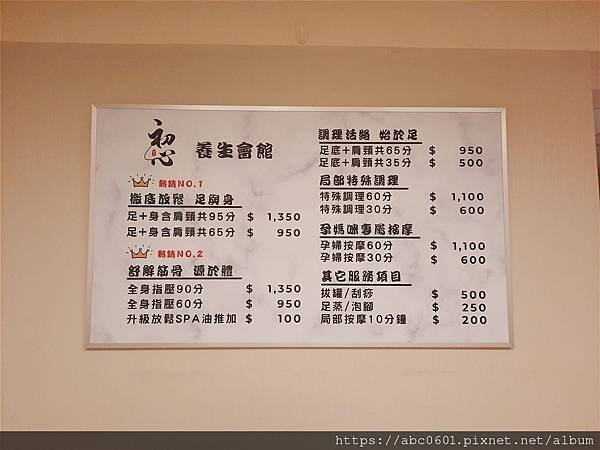 初心 養生會館
熱銷NO.1
徹底放鬆 足與身
足+身含肩頸共95分 $ 1,350
足+身含肩頸共65分 $ 950
熱銷NO.2
舒解筋骨 源於體
全身指壓90分 $ 1,350
全身指壓60分 $ 950
升級放鬆SPA油推加 $ 100
調理活絡 始於足
足底+肩頸共65分 $ 950
足底+肩頸共35分 $ 500
局部特殊調理
特殊調理60分 $ 1,100
特殊調理30分 $ 600
孕媽咪專屬按摩
孕婦按摩60分 $ 1,100
孕婦按摩30分 $ 600
其它服務項目
拔罐/刮痧 $ 500
足蒸/泡腳 $ 250
局部按摩10分鐘 $ 200
https://abc0601.pixnet.net/album